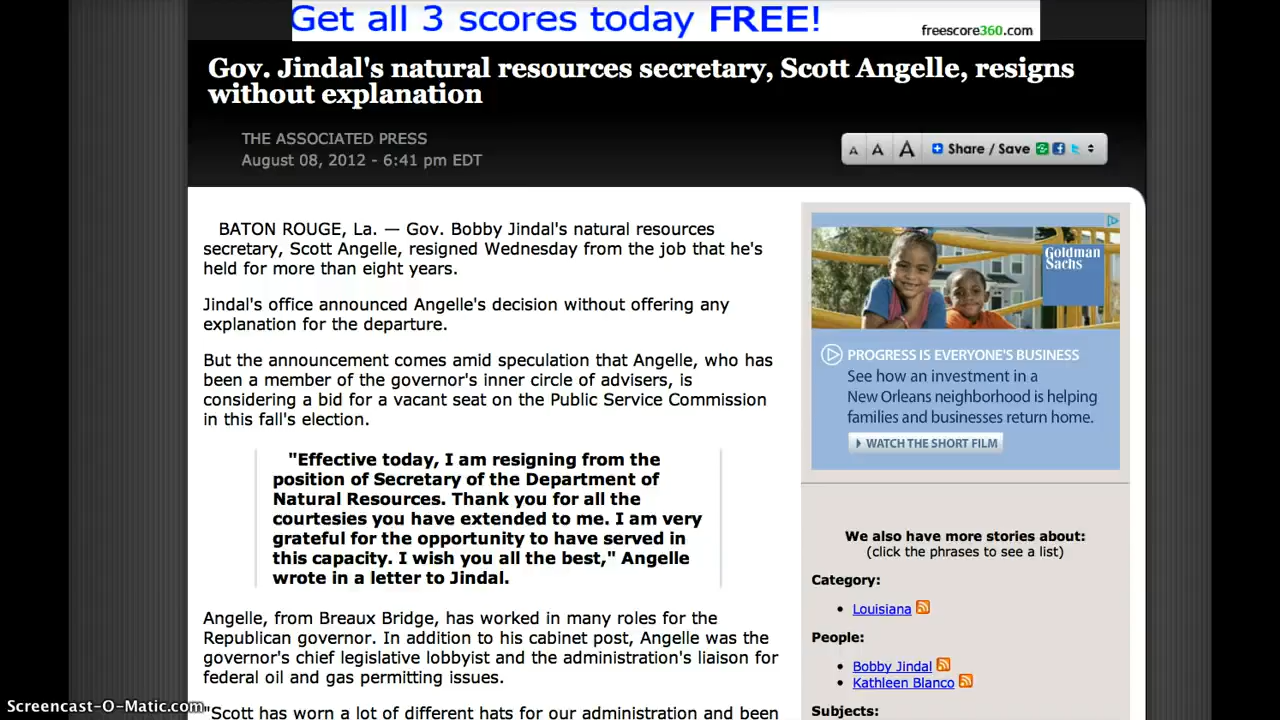 Get all 3 scores today FREE!
freescore360.com
Gov. Jindal's natural resources secretary, Scott Angelle, resigns
without explanation
THE ASSOCIATED PRESS
August 08, 2012 - 6:41 pm EDT
A A A Share / Save
BATON ROUGE, La. — Gov. Bobby Jindal's natural resources
secretary, Scott Angelle, resigned Wednesday from the job that he's
held for more than eight years.
Jindal's office announced Angelle's decision without offering any
explanation for the departure.
But the announcement comes amid speculation that Angelle, who has
been a member of the governor's inner circle of advisers, is
considering a bid for a vacant seat on the Public Service Commission
in this fall's election.
"Effective today, I am resigning from the
position of Secretary of the Department of
Natural Resources. Thank you for all the
courtesies you have extended to me. I am very
grateful for the opportunity to have served in
this capacity. I wish you all the best," Angelle
wrote in a letter to Jindal.
Angelle, from Breaux Bridge, has worked in many roles for the
Republican governor. In addition to his cabinet post, Angelle was the
governor's chief legislative lobbyist and the administration's liaison for
federal oil and gas permitting issues.
"Scott has worn a lot of different hats for our administration and been
Goldman
Sachs
PROGRESS IS EVERYONE'S BUSINESS
See how an investment in a
New Orleans neighborhood is helping
families and businesses return home.
WATCH THE SHORT FILM
We also have more stories about:
(click the phrases to see a list)
Category:
• Louisiana
People:
• Bobby Jindal
• Kathleen Blanco
Subjects:
Screencast-O-Matic.com